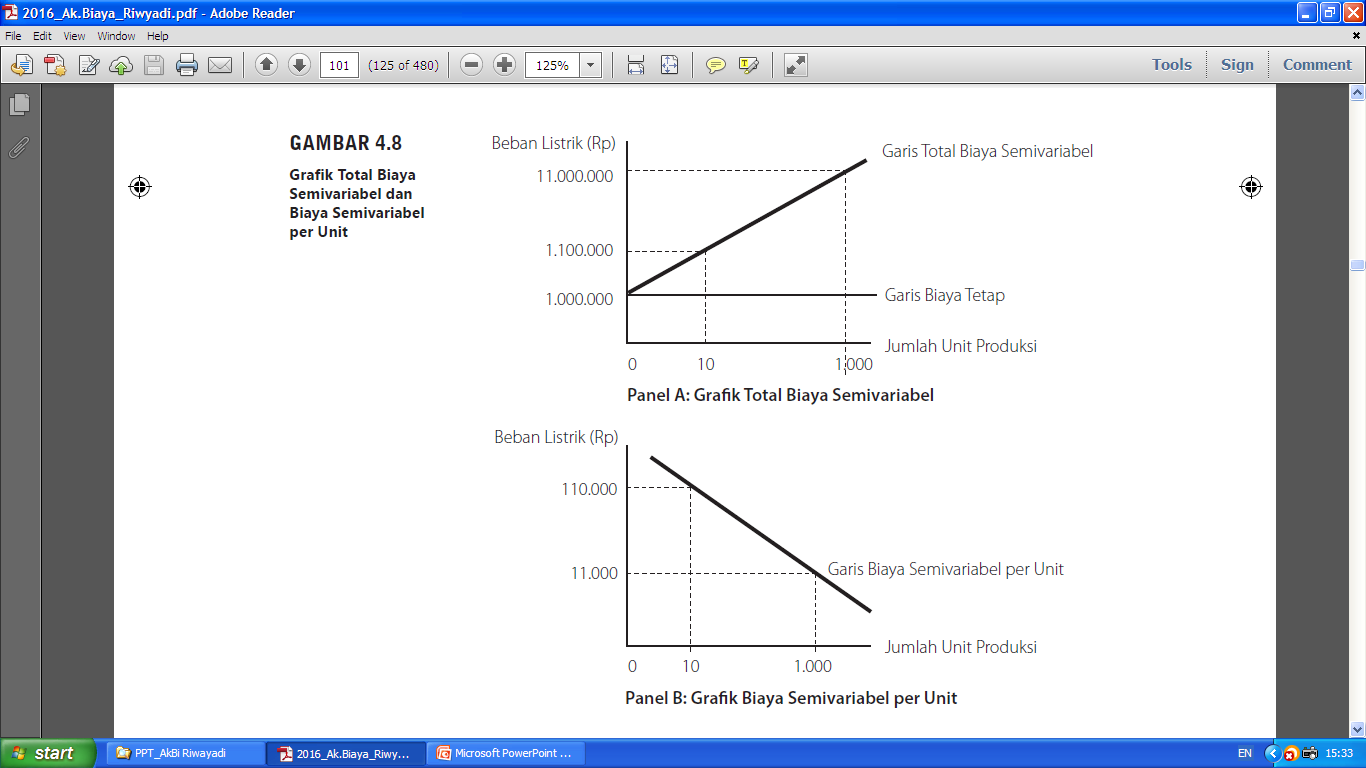 2016_Ak.Biaya_Riwyadi.pdf - Adobe Reader
File Edit View Window Help
101 (125 of 480) 125% Tools Sign Comment
GAMBAR 4.8
Grafik Total Biaya
Semivariabel dan
Biaya Semivariabel
per Unit
Beban Listrik (Rp)
Garis Total Biaya Semivariabel
11.000.000
1.100.000
1.000.000
Garis Biaya Tetap
Jumlah Unit Produksi
0 10 1.000
Panel A: Grafik Total Biaya Semivariabel
Beban Listrik (Rp)
110.000
11.000
Garis Biaya Semivariabel per Unit
Jumlah Unit Produksi
0 10 1.000
Panel B: Grafik Biaya Semivariabel per Unit
start PPT_AkBi Riwayadi 2016_Ak.Biaya_Riwy... Microsoft PowerPoint ... EN 15:33